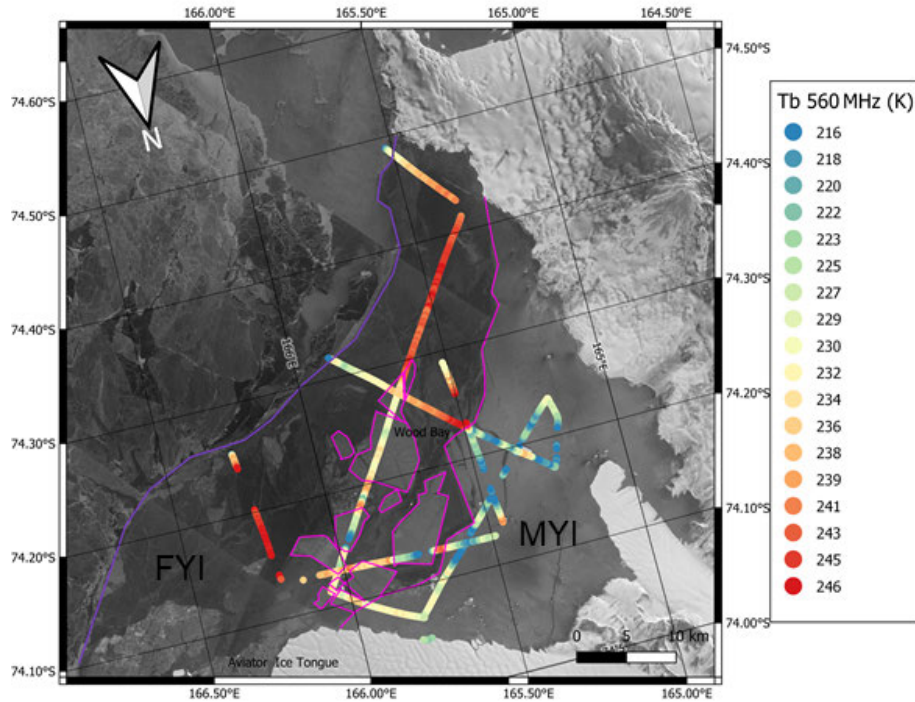 166.00°E 165.50°E 165.00°E 164.50°E
74.60°S
74.50°S
74.40°S
74.30°S
74.20°S
74.10°S
N
166°E
165°E
Wood Bay
FYI
MYI
Aviator Ice Tongue
0 5 10 km
74.50°S
74.40°S
74.30°S
74.20°S
74.10°S
74.00°S
166.50°E 166.00°E 165.50°E 165.00°E
Tb 560 MHz (K)
216
218
220
222
223
225
227
229
230
232
234
236
238
239
241
243
245
246